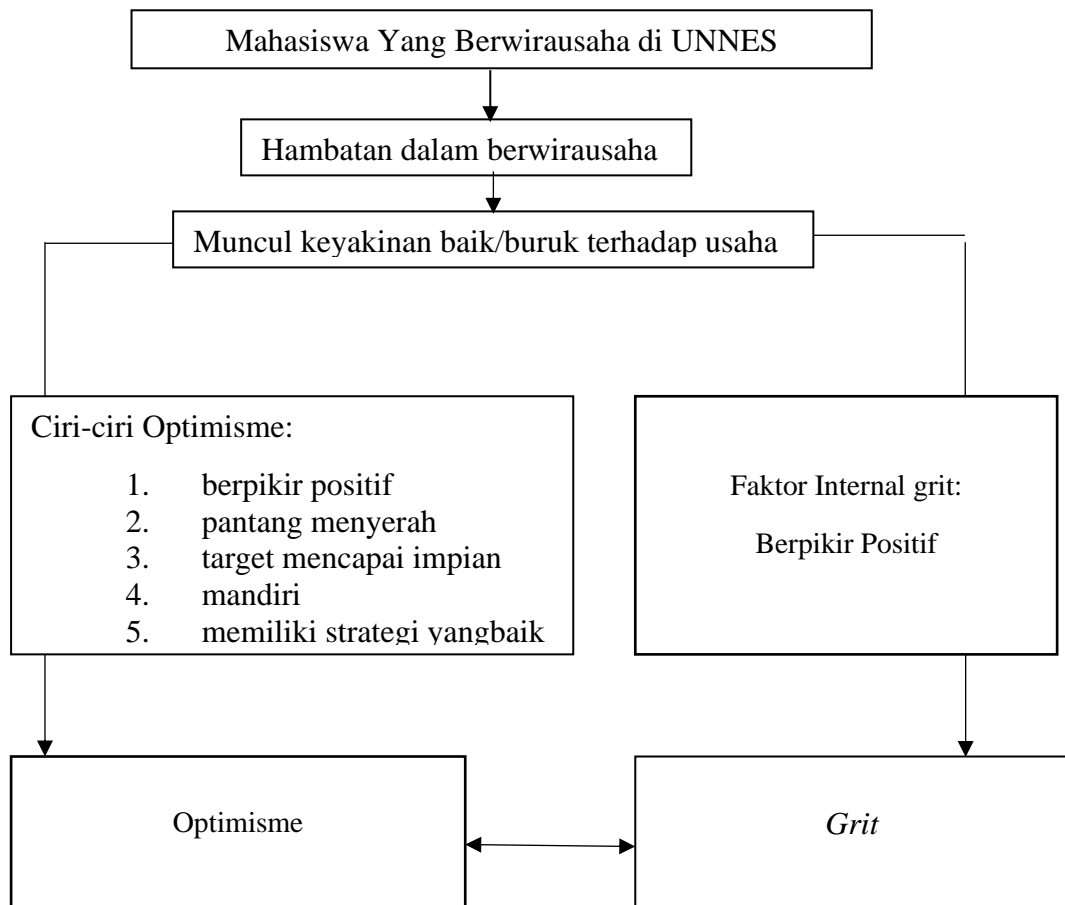 Mahasiswa Yang Berwirausaha di UNNES
Hambatan dalam berwirausaha
Muncul keyakinan baik/buruk terhadap usaha
Ciri-ciri Optimisme:
1. berpikir positif
2. pantang menyerah
3. target mencapai impian
4. mandiri
5. memiliki strategi yangbaik
Faktor Internal grit:
Berpikir Positif
Optimisme
Grit